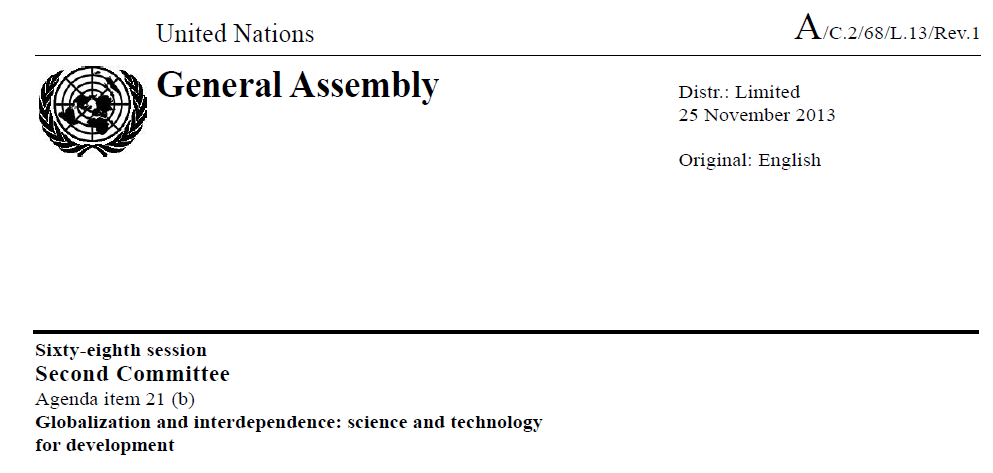 United Nations
A/C.2/68/L.13/Rev.1
General Assembly
Distr.: Limited
25 November 2013
Original: English
Sixty-eighth session
Second Committee
Agenda item 21 (b)
Globalization and interdependence: science and technology
for development